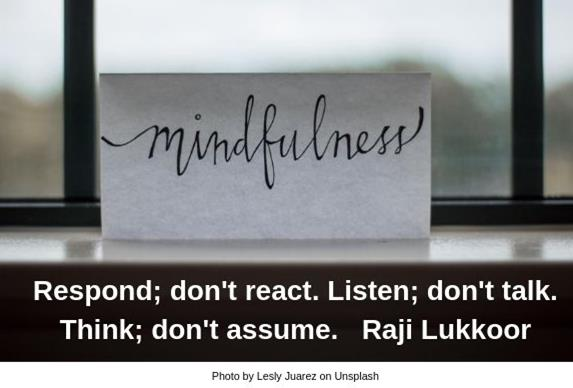 mindfulness
Respond; don't react. Listen; don't talk.
Think; don't assume.   Raji Lukkoor
Photo by Lesly Juarez on Unsplash